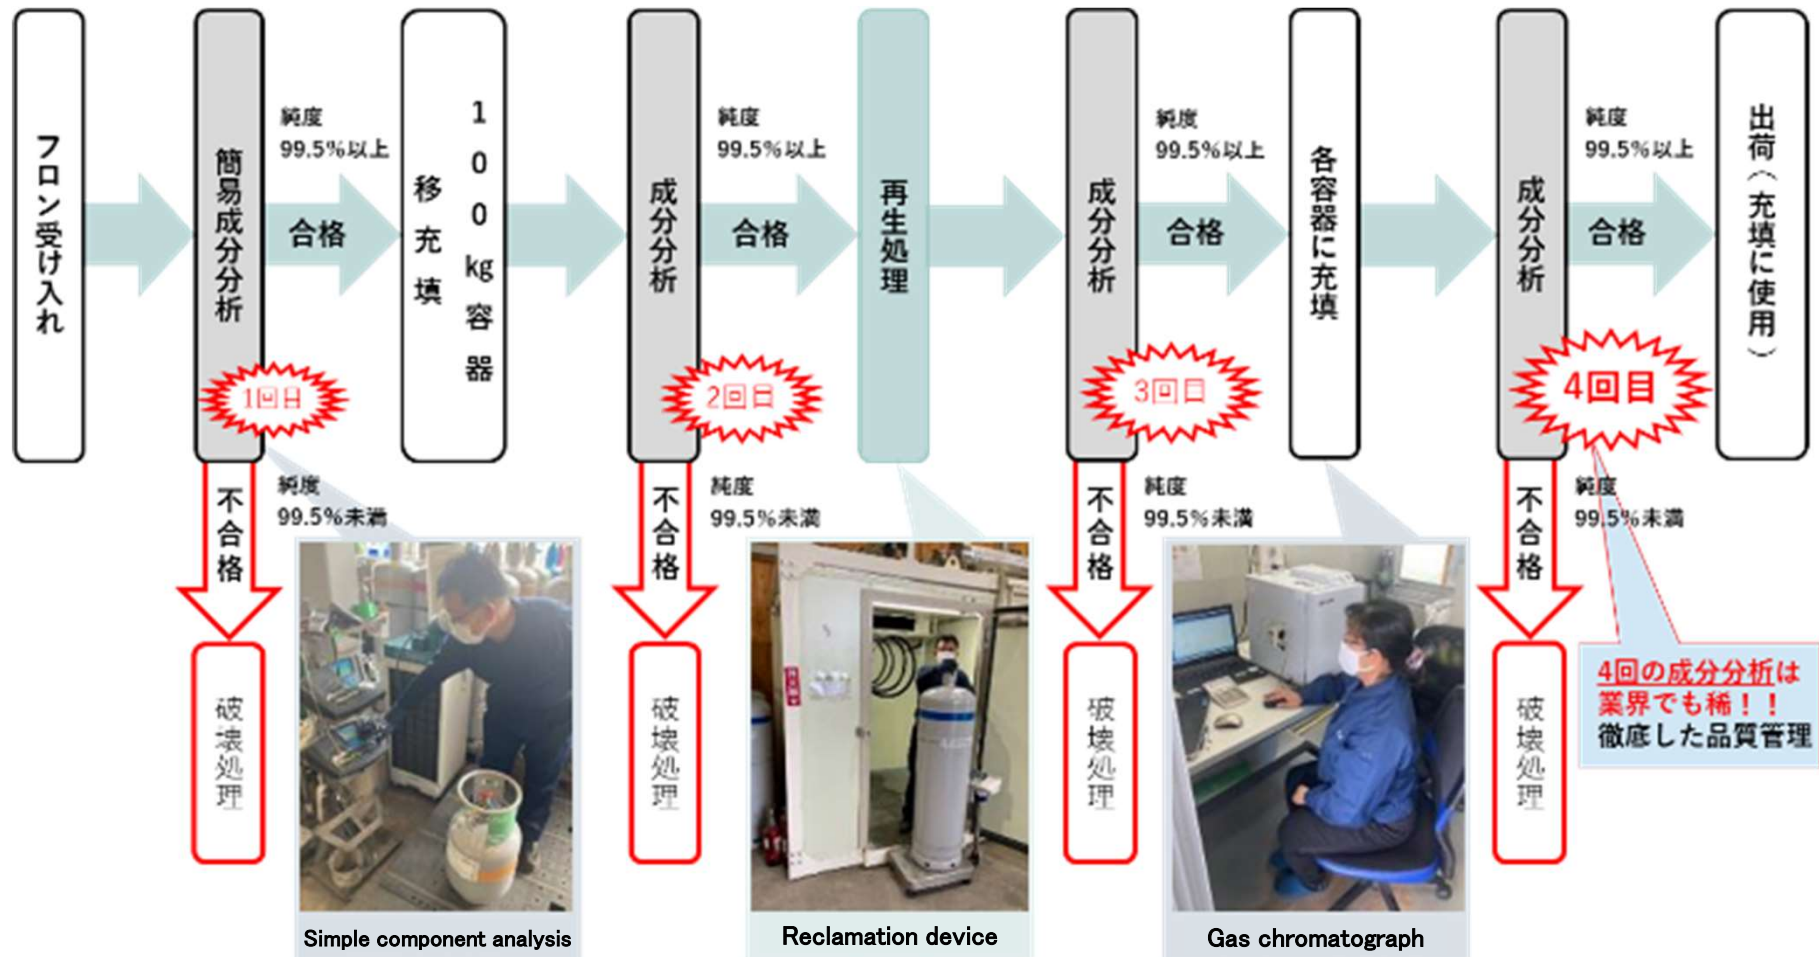 フロン受け入れ
簡易成分分析
1回目
純度
99.5%以上
合格
不合格
純度
99.5%未満
破壊処理
100kg容器
移充填
成分分析
2回目
純度
99.5%以上
合格
不合格
純度
99.5%未満
破壊処理
再生処理
成分分析
3回目
純度
99.5%以上
合格
不合格
純度
99.5%未満
破壊処理
各容器に充填
成分分析
4回目
純度
99.5%以上
合格
不合格
純度
99.5%未満
破壊処理
出荷（充填に使用）
4回の成分分析は
業界でも稀！！
徹底した品質管理
Simple component analysis
Reclamation device
Gas chromatograph